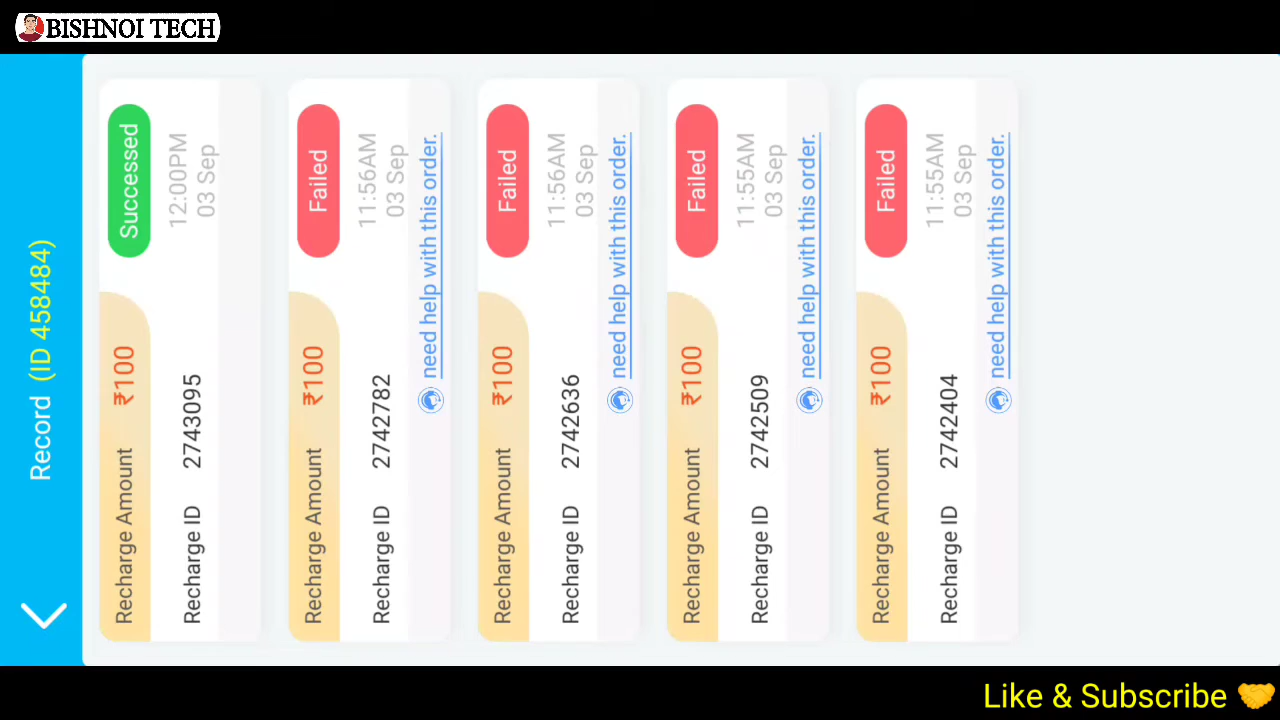 BISHNOI TECH
Record (ID 458484)
Recharge Amount ₹100 Successed
Recharge ID 2743095 12:00PM
03 Sep
Recharge Amount ₹100 Failed
Recharge ID 2742782 11:56AM
03 Sep
need help with this order.
Recharge Amount ₹100 Failed
Recharge ID 2742636 11:56AM
03 Sep
need help with this order.
Recharge Amount ₹100 Failed
Recharge ID 2742509 11:55AM
03 Sep
need help with this order.
Recharge Amount ₹100 Failed
Recharge ID 2742404 11:55AM
03 Sep
need help with this order.
Like & Subscribe 🤝